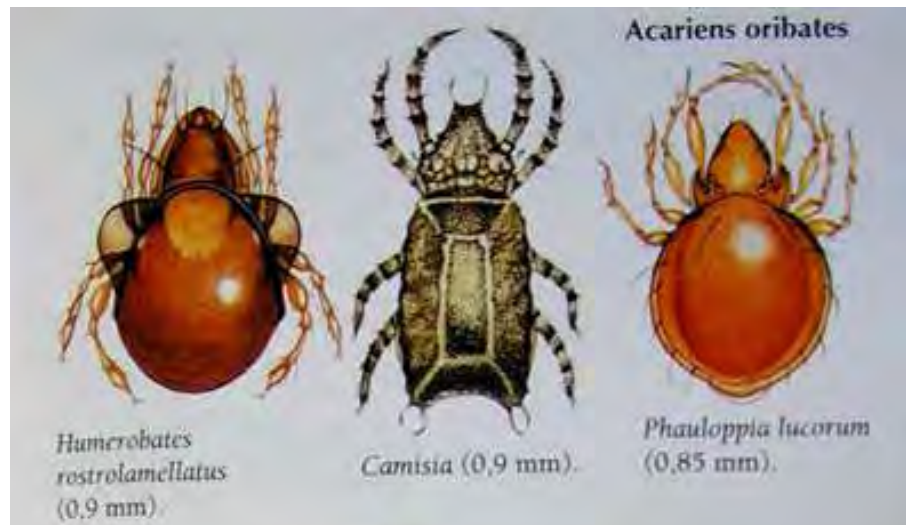 Acariens oribates
Humerobates
rostrolamellatus
(0,9 mm).
Camisia (0,9 mm).
Phauloppia lucorum
(0,85 mm).